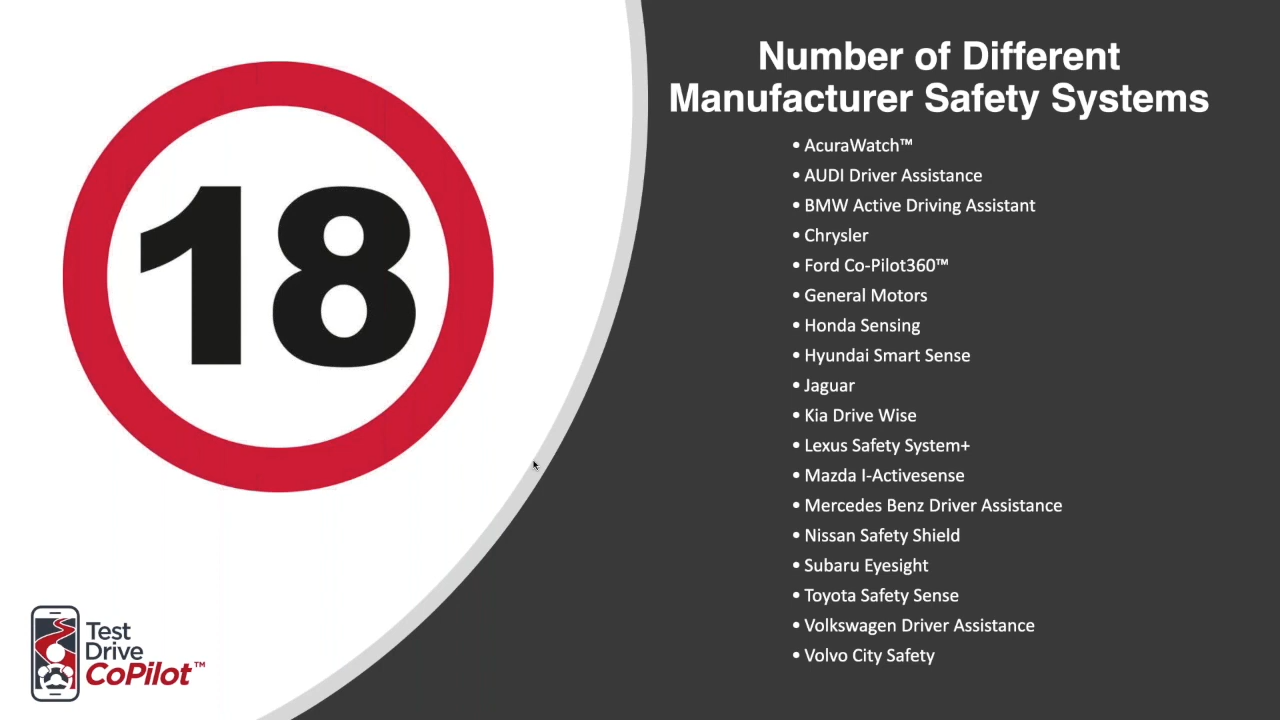 18
Number of Different
Manufacturer Safety Systems
• AcuraWatch™
• AUDI Driver Assistance
• BMW Active Driving Assistant
• Chrysler
• Ford Co-Pilot360™
• General Motors
• Honda Sensing
• Hyundai Smart Sense
• Jaguar
• Kia Drive Wise
• Lexus Safety System+
• Mazda I-Activesense
• Mercedes Benz Driver Assistance
• Nissan Safety Shield
• Subaru Eyesight
• Toyota Safety Sense
• Volkswagen Driver Assistance
• Volvo City Safety
Test
Drive
CoPilot™